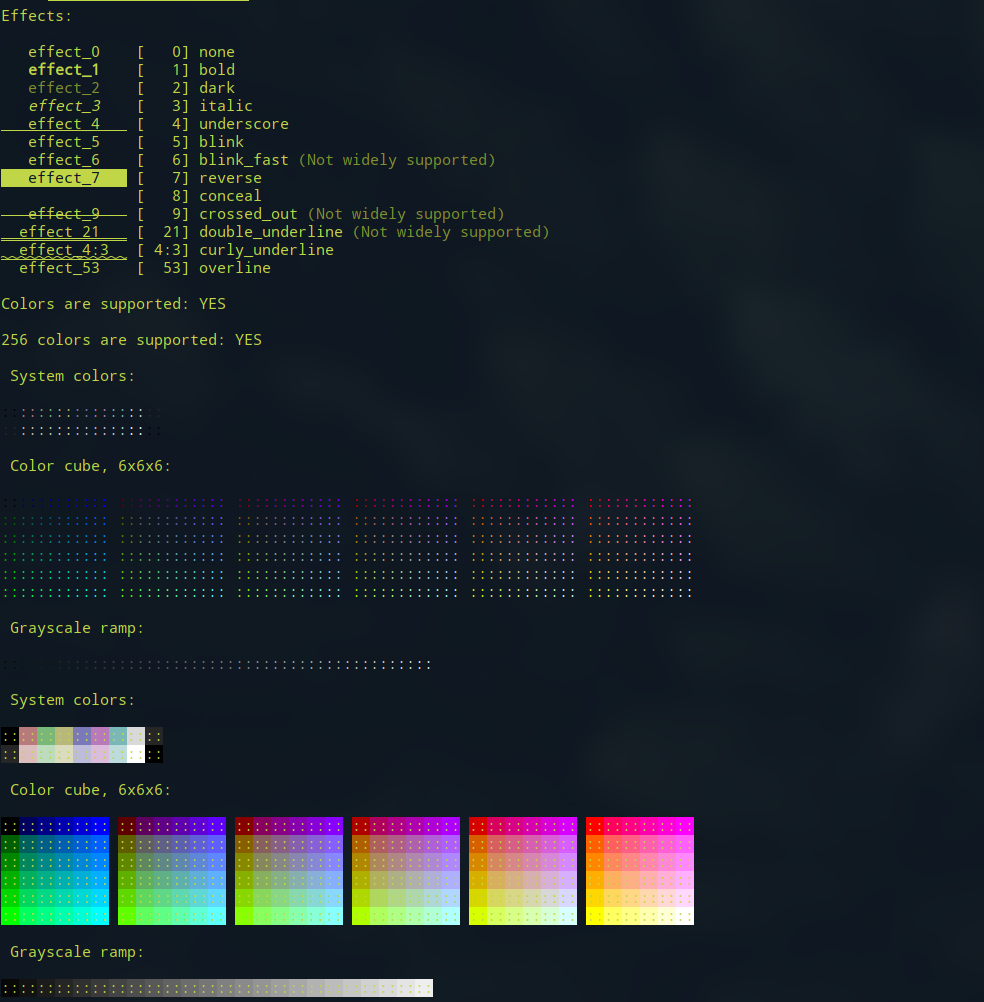 Effects:
effect_0 [ 0] none
effect_1 [ 1] bold
effect_2 [ 2] dark
effect_3 [ 3] italic
effect_4 [ 4] underscore
effect_5 [ 5] blink
effect_6 [ 6] blink_fast (Not widely supported)
effect_7 [ 7] reverse
[ 8] conceal
effect_9 [ 9] crossed_out (Not widely supported)
effect_21 [ 21] double_underline (Not widely supported)
effect_4:3 [ 4:3] curly_underline
effect_53 [ 53] overline
Colors are supported: YES
256 colors are supported: YES
System colors:
Color cube, 6x6x6:
Grayscale ramp:
System colors:
Color cube, 6x6x6:
Grayscale ramp: